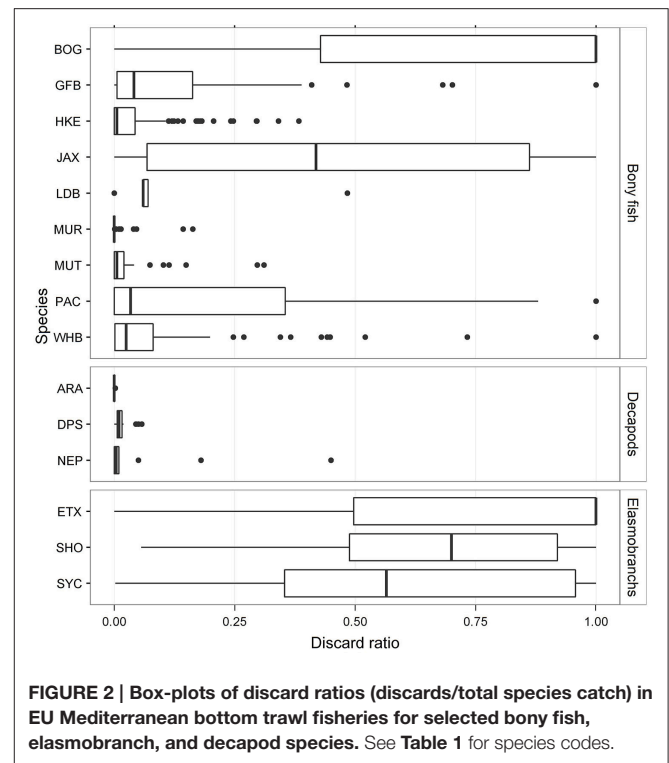 BOG
GFB
HKE
JAX
LDB
MUR
MUT
PAC
WHB
Bony fish
ARA
DPS
NEP
Decapods
ETX
SHO
SYC
Elasmobranchs
Species
0.00 0.25 0.50 0.75 1.00
Discard ratio
FIGURE 2 | Box-plots of discard ratios (discards/total species catch) in
EU Mediterranean bottom trawl fisheries for selected bony fish,
elasmobranch, and decapod species. See Table 1 for species codes.